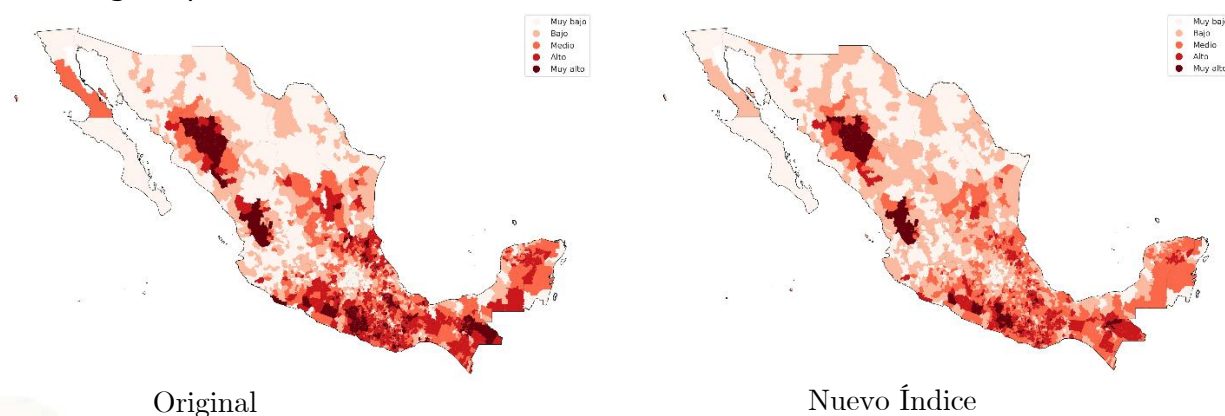 Muy bajo
Bajo
Medio
Alto
Muy alto
Muy bajo
Bajo
Medio
Alto
Muy alto
Original
Nuevo Índice